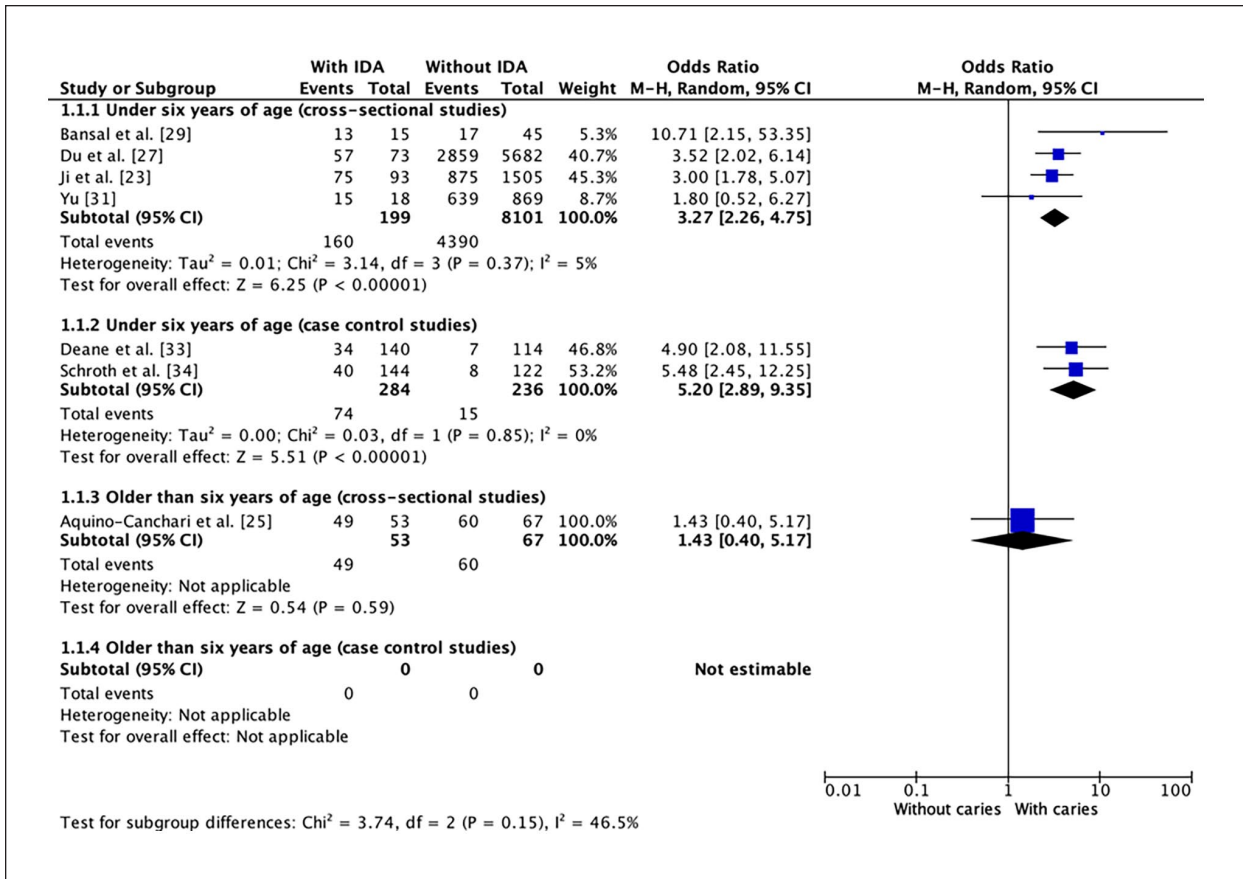 With IDA Without IDA Odds Ratio Odds Ratio
Study or Subgroup Events Total Events Total Weight M-H, Random, 95% CI M-H, Random, 95% CI
1.1.1 Under six years of age (cross-sectional studies)
Bansal et al. [29] 13 15 17 45 5.3% 10.71 [2.15, 53.35]
Du et al. [27] 57 73 2859 5682 40.7% 3.52 [2.02, 6.14]
Ji et al. [23] 75 93 875 1505 45.3% 3.00 [1.78, 5.07]
Yu [31] 15 18 639 869 8.7% 1.80 [0.52, 6.27]
Subtotal (95% CI) 199 8101 100.0% 3.27 [2.26, 4.75]
Total events 160 4390
Heterogeneity: Tau² = 0.01; Chi² = 3.14, df = 3 (P = 0.37); I² = 5%
Test for overall effect: Z = 6.25 (P < 0.00001)
1.1.2 Under six years of age (case control studies)
Deane et al. [33] 34 140 7 114 46.8% 4.90 [2.08, 11.55]
Schroth et al. [34] 40 144 8 122 53.2% 5.48 [2.45, 12.25]
Subtotal (95% CI) 284 236 100.0% 5.20 [2.89, 9.35]
Total events 74 15
Heterogeneity: Tau² = 0.00; Chi² = 0.03, df = 1 (P = 0.85); I² = 0%
Test for overall effect: Z = 5.51 (P < 0.00001)
1.1.3 Older than six years of age (cross-sectional studies)
Aquino-Canchari et al. [25] 49 53 60 67 100.0% 1.43 [0.40, 5.17]
Subtotal (95% CI) 53 67 100.0% 1.43 [0.40, 5.17]
Total events 49 60
Heterogeneity: Not applicable
Test for overall effect: Z = 0.54 (P = 0.59)
1.1.4 Older than six years of age (case control studies)
Subtotal (95% CI) 0 0 Not estimable
Total events 0 0
Heterogeneity: Not applicable
Test for overall effect: Not applicable
0.01 0.1 1 10 100
Without caries With caries
Test for subgroup differences: Chi² = 3.74, df = 2 (P = 0.15), I² = 46.5%